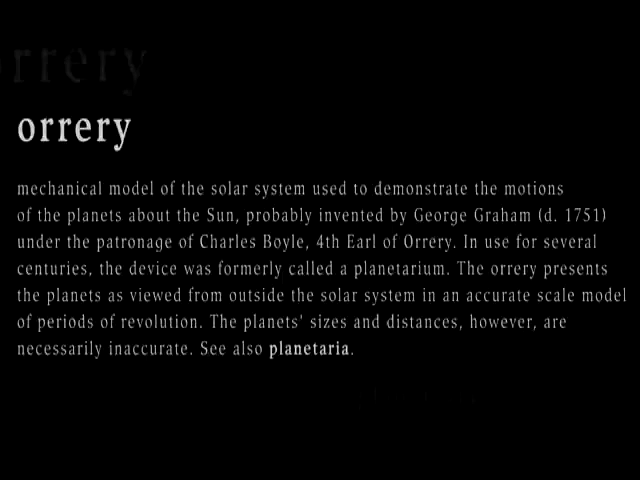 orrery
orrery
mechanical model of the solar system used to demonstrate the motions
of the planets about the Sun, probably invented by George Graham (d. 1751)
under the patronage of Charles Boyle, 4th Earl of Orrery. In use for several
centuries, the device was formerly called a planetarium. The orrery presents
the planets as viewed from outside the solar system in an accurate scale model
of periods of revolution. The planets' sizes and distances, however, are
necessarily inaccurate. See also planetaria.